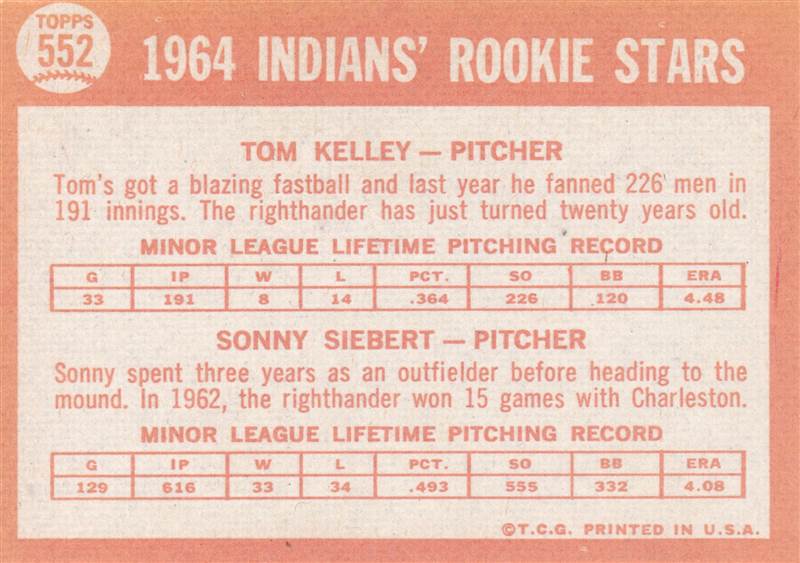 TOPPS
552
1964 INDIANS' ROOKIE STARS
TOM KELLEY — PITCHER
Tom's got a blazing fastball and last year he fanned 226 men in
191 innings. The righthander has just turned twenty years old.
MINOR LEAGUE LIFETIME PITCHING RECORD
G IP W L PCT. SO BB ERA
33 191 8 14 .364 226 120 4.48
SONNY SIEBERT — PITCHER
Sonny spent three years as an outfielder before heading to the
mound. In 1962, the righthander won 15 games with Charleston.
MINOR LEAGUE LIFETIME PITCHING RECORD
G IP W L PCT. SO BB ERA
129 616 33 34 .493 555 332 4.08
©T.C.G. PRINTED IN U.S.A.